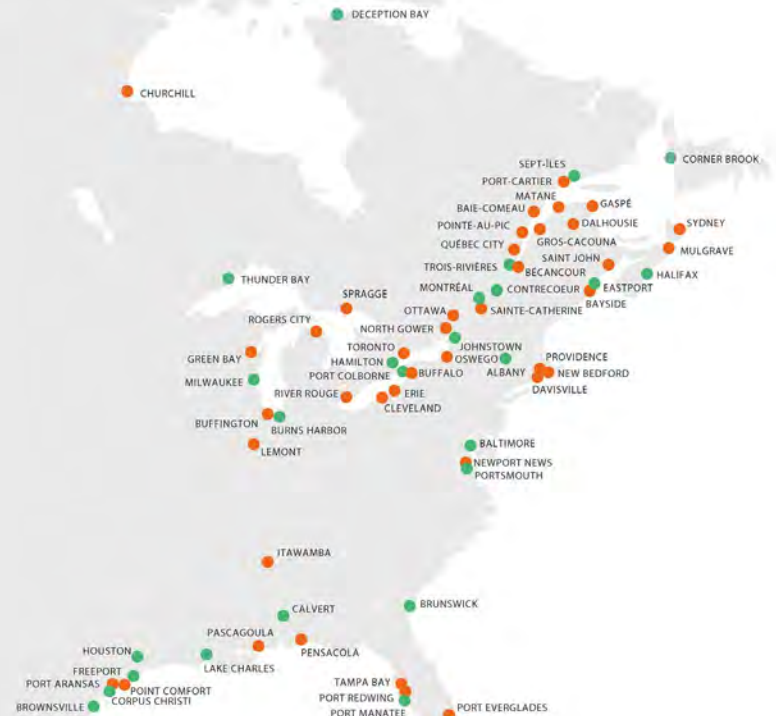 DECEPTION BAY
CHURCHILL
CORNER BROOK
SEPT-ÎLES
PORT-CARTIER
MATANE
GASPÉ
BAIE-COMEAU
DALHOUSIE
SYDNEY
POINTE-AU-PIC
GROS-CACOUNA
QUÉBEC CITY
MULGRAVE
SAINT JOHN
TROIS-RIVIÈRES
BÉCANCOUR
HALIFAX
THUNDER BAY
MONTRÉAL
CONTRECOEUR
EASTPORT
BAYSIDE
SPRAGGE
OTTAWA
SAINTE-CATHERINE
ROGERS CITY
NORTH GOWER
JOHNSTOWN
TORONTO
GREEN BAY
HAMILTON
OSWEGO
PROVIDENCE
PORT COLBORNE
BUFFALO
ALBANY
NEW BEDFORD
MILWAUKEE
DAVISVILLE
RIVER ROUGE
ERIE
CLEVELAND
BUFFINGTON
BURNS HARBOR
BALTIMORE
LEMONT
NEWPORT NEWS
PORTSMOUTH
ITAWAMBA
BRUNSWICK
CALVERT
PASCAGOULA
PENSACOLA
HOUSTON
LAKE CHARLES
FREEPORT
PORT ARANSAS
POINT COMFORT
TAMPA BAY
CORPUS CHRISTI
PORT REDWING
BROWNSVILLE
PORT EVERGLADES
PORT MANATEE